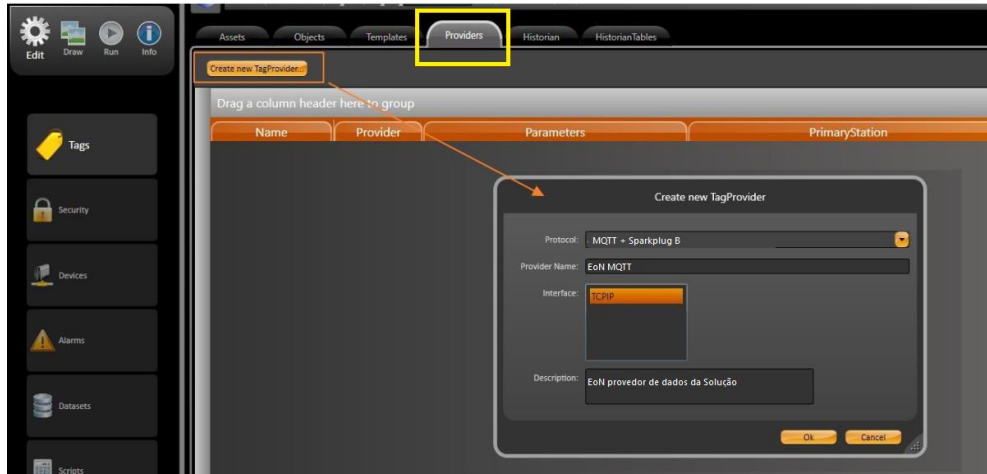 Edit Draw Run Info
Assets Objects Templates Providers Historian HistorianTables
Create new TagProvider...
Drag a column header here to group
Name Provider Parameters PrimaryStation
Tags
Security
Devices
Alarms
Datasets
Scripts
Create new TagProvider
Protocol: MQTT + Sparkplug B
Provider Name: EoN MQTT
Interface: TCPIP
Description: EoN provedor de dados da Solução
Ok Cancel